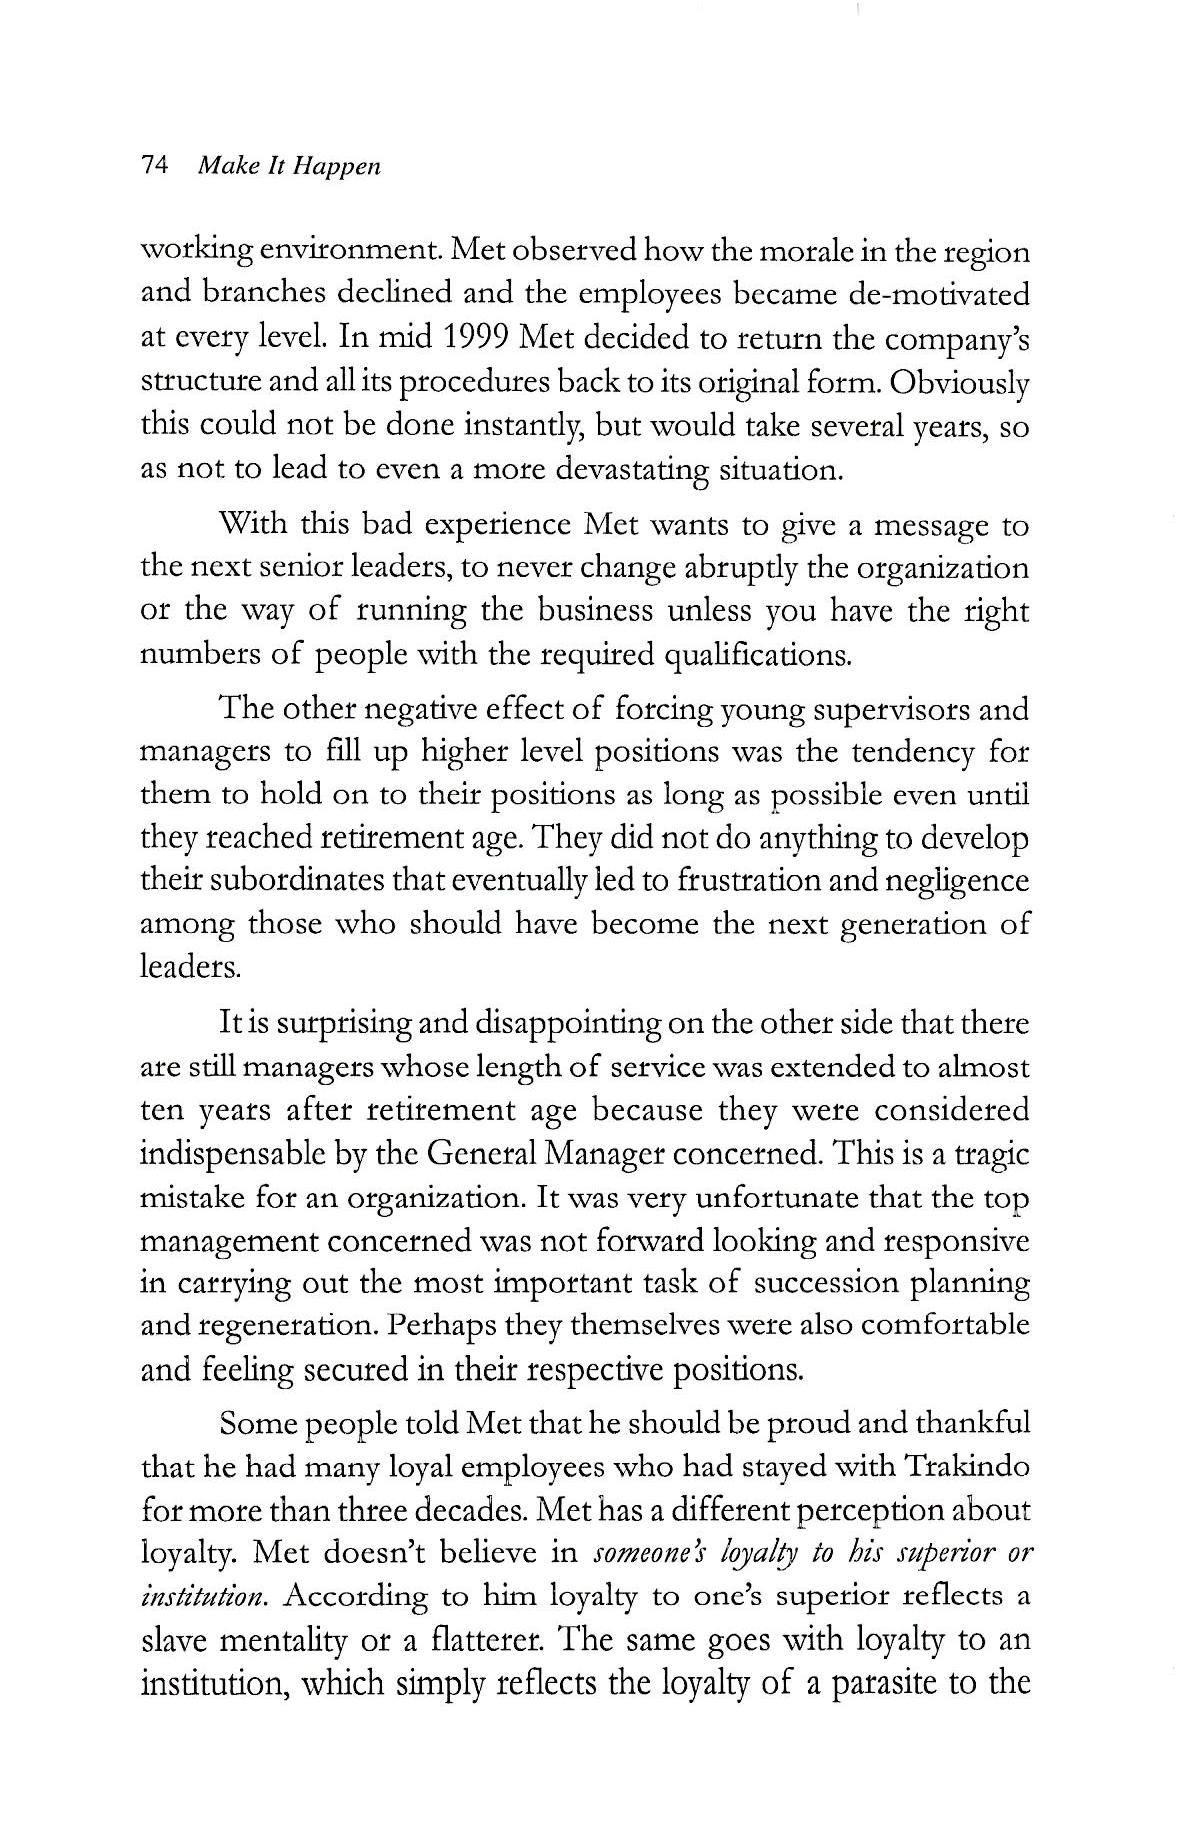 74 Make It Happen
working environment. Met observed how the morale in the region
and branches declined and the employees became de-motivated
at every level. In mid 1999 Met decided to return the company's
structure and all its procedures back to its original form. Obviously
this could not be done instantly, but would take several years, so
as not to lead to even a more devastating situation.
With this bad experience Met wants to give a message to
the next senior leaders, to never change abruptly the organization
or the way of running the business unless you have the right
numbers of people with the required qualifications.
The other negative effect of forcing young supervisors and
managers to fill up higher level positions was the tendency for
them to hold on to their positions as long as possible even until
they reached retirement age. They did not do anything to develop
their subordinates that eventually led to frustration and negligence
among those who should have become the next generation of
leaders.
It is surprising and disappointing on the other side that there
are still managers whose length of service was extended to almost
ten years after retirement age because they were considered
indispensable by the General Manager concerned. This is a tragic
mistake for an organization. It was very unfortunate that the top
management concerned was not forward looking and responsive
in carrying out the most important task of succession planning
and regeneration. Perhaps they themselves were also comfortable
and feeling secured in their respective positions.
Some people told Met that he should be proud and thankful
that he had many loyal employees who had stayed with Trakindo
for more than three decades. Met has a different perception about
loyalty. Met doesn't believe in someone's loyalty to his superior or
institution. According to him loyalty to one's superior reflects a
slave mentality or a flatterer. The same goes with loyalty to an
institution, which simply reflects the loyalty of a parasite to the